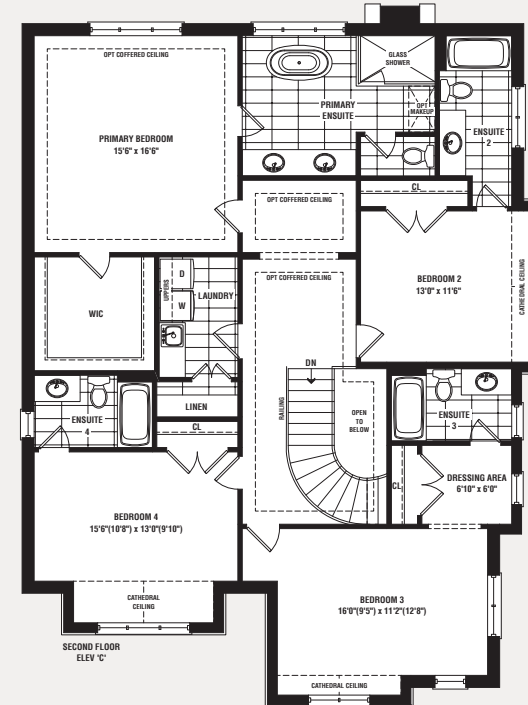 OPT COFFERED CEILING
PRIMARY BEDROOM
15'6" x 16'6"
PRIMARY
ENSUITE
GLASS
SHOWER
OPT
MAKEUP
ENSUITE
2
CL
OPT COFFERED CEILING
OPT COFFERED CEILING
BEDROOM 2
13'0" x 11'6"
CATHEDRAL CEILING
WIC
UPPERS
D
W
LAUNDRY
LINEN
CL
ENSUITE
4
DN
RAILING
OPEN
TO
BELOW
ENSUITE
3
CL
DRESSING AREA
6'10" x 6'0"
BEDROOM 4
15'6"(10'8") x 13'0"(9'10")
CATHEDRAL
CEILING
BEDROOM 3
16'0"(9'5") x 11'2"(12'8")
CATHEDRAL CEILING
SECOND FLOOR
ELEV 'C'